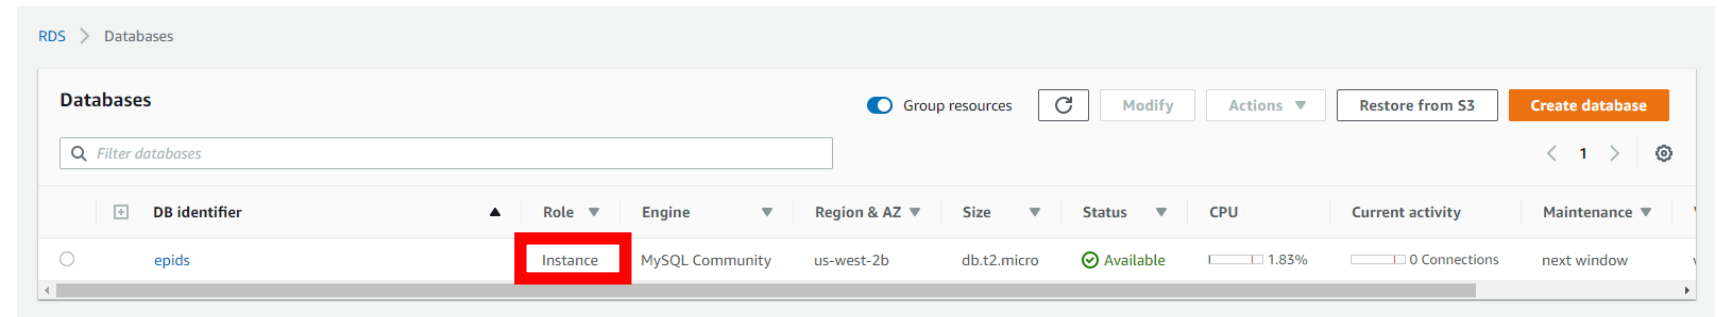 RDS > Databases
Databases
Group resources Modify Actions Restore from S3 Create database
Filter databases < 1 >
DB identifier Role Engine Region & AZ Size Status CPU Current activity Maintenance
epids Instance MySQL Community us-west-2b db.t2.micro Available 1.83% 0 Connections next window